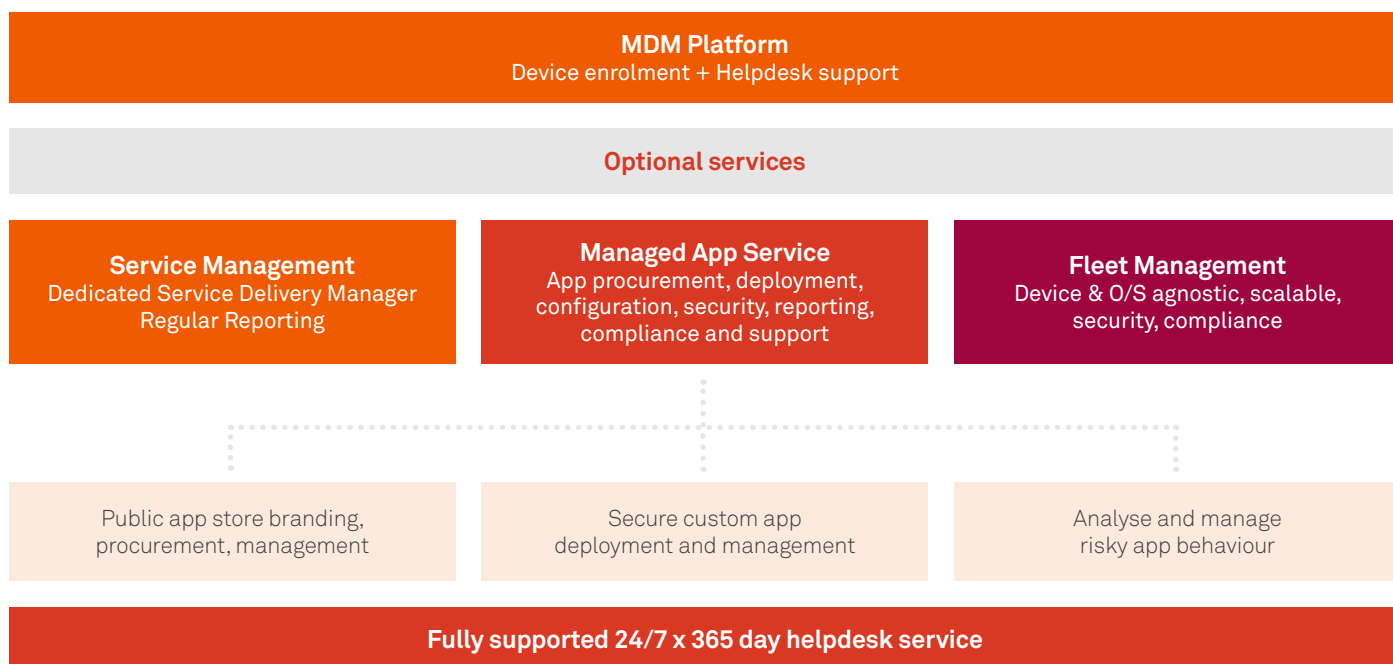 MDM Platform
Device enrolment + Helpdesk support
Optional services
Service Management
Dedicated Service Delivery Manager
Regular Reporting
Managed App Service
App procurement, deployment,
configuration, security, reporting,
compliance and support
Fleet Management
Device & O/S agnostic, scalable,
security, compliance
Public app store branding,
procurement, management
Secure custom app
deployment and management
Analyse and manage
risky app behaviour
Fully supported 24/7 x 365 day helpdesk service